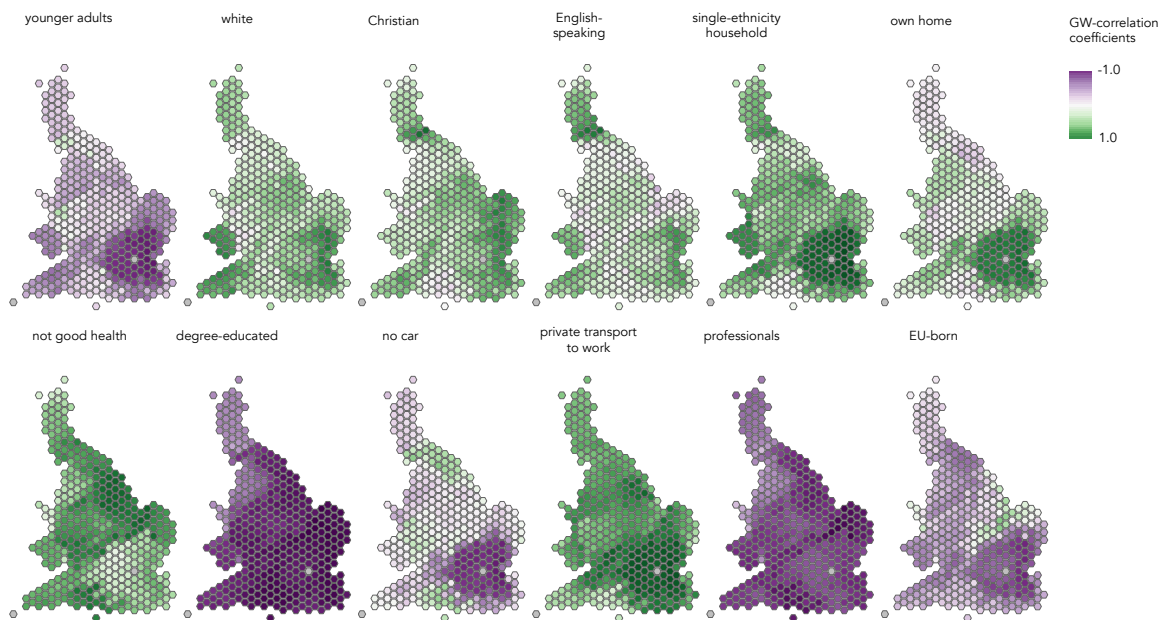 younger adults
white
Christian
English-
speaking
single-ethnicity
household
own home
GW-correlation
coefficients
-1.0
1.0
not good health
degree-educated
no car
private transport
to work
professionals
EU-born